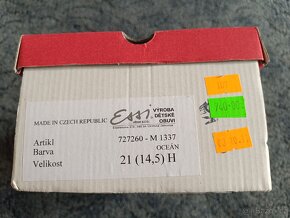 MADE IN CZECH REPUBLIC
Essi
VÝROBA
DĚTSKÉ
OBUVI
Artikl 727260 - M 1337
Barva OCEÁN
Velikost 21 (14,5) H